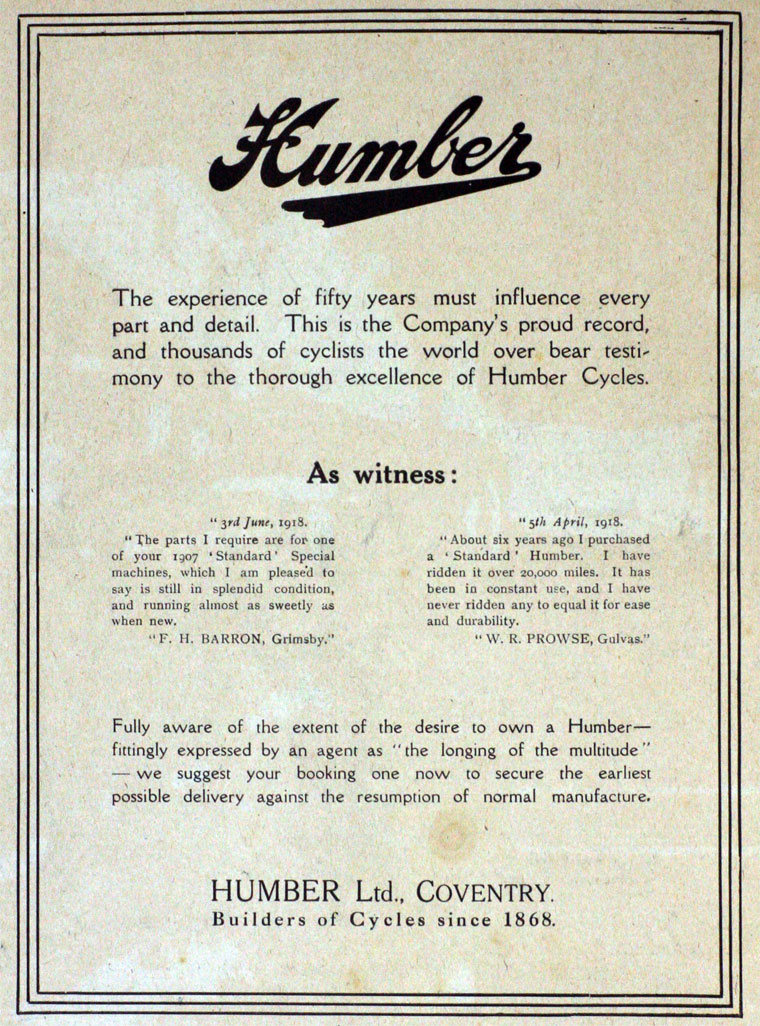 Humber
The experience of fifty years must influence every
part and detail. This is the Company's proud record,
and thousands of cyclists the world over bear testi-
mony to the thorough excellence of Humber Cycles.
As witness:
" 3rd June, 1918.
"The parts I require are for one
of your 1907 'Standard' Special
machines, which I am pleased to
say is still in splendid condition,
and running almost as sweetly as
when new.
"F. H. BARRON, Grimsby."
" 5th April, 1918.
"About six years ago I purchased
a 'Standard' Humber. I have
ridden it over 20,000 miles. It has
been in constant use, and I have
never ridden any to equal it for ease
and durability.
"W. R. PROWSE, Gulvas."
Fully aware of the extent of the desire to own a Humber—
fittingly expressed by an agent as "the longing of the multitude"
—we suggest your booking one now to secure the earliest
possible delivery against the resumption of normal manufacture.
HUMBER Ltd., COVENTRY.
Builders of Cycles since 1868.